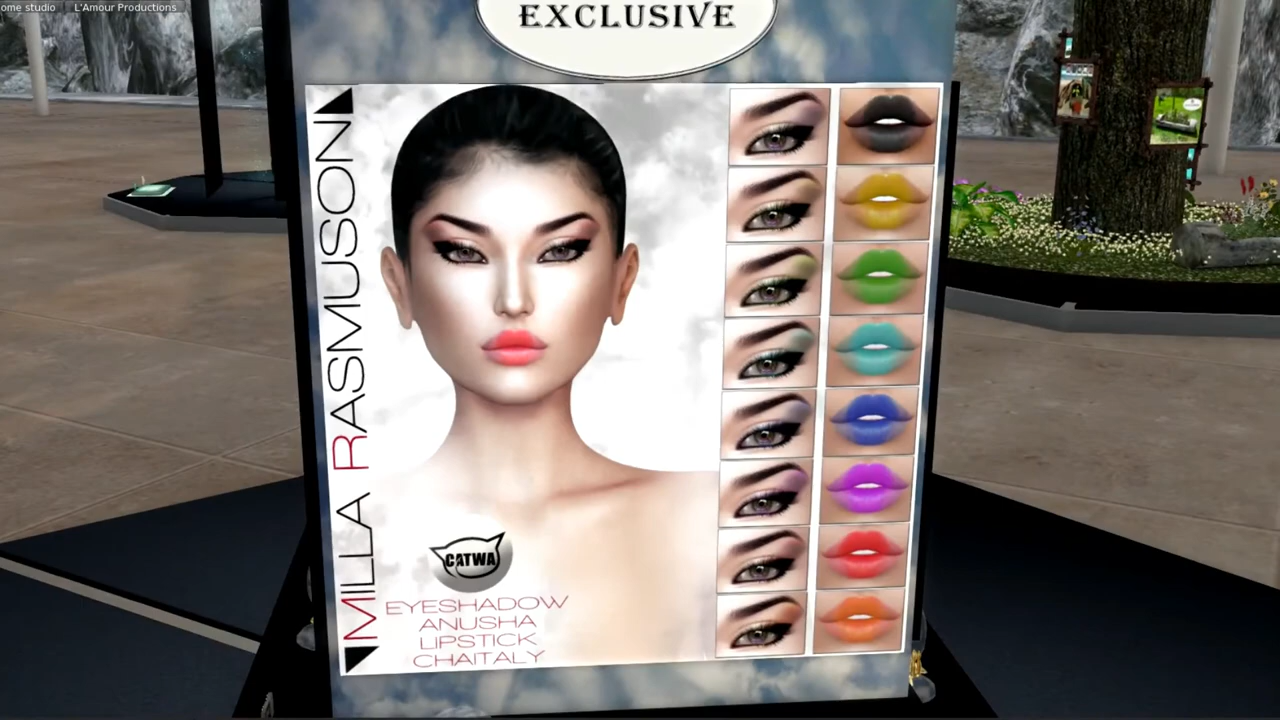 ome studio L'Amour Productions
EXCLUSIVE
MILLA RASMUSON
CATWA
EYESHADOW
ANUSHA
LIPSTICK
CHAITALY